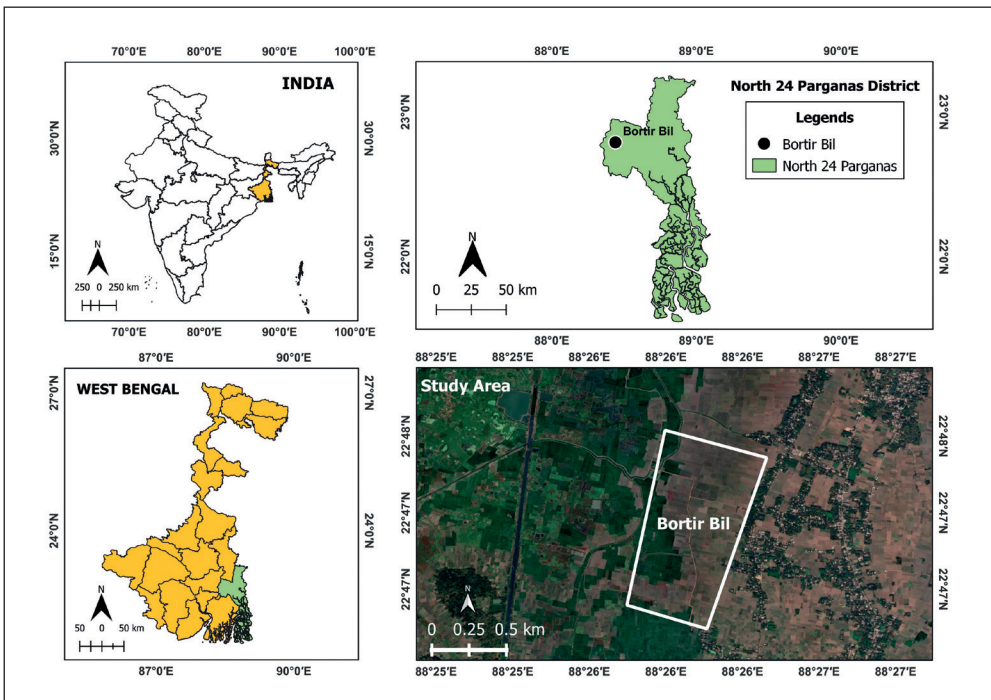 70°0'E 80°0'E 90°0'E 100°0'E
INDIA
30°0'N
15°0'N
30°0'N
15°0'N
N
250 0 250 km
70°0'E 80°0'E 90°0'E 100°0'E
88°0'E 89°0'E 90°0'E
North 24 Parganas District
Legends
Bortir Bil
North 24 Parganas
Bortir Bil
23°0'N
22°0'N
23°0'N
22°0'N
N
0 25 50 km
88°0'E 89°0'E 90°0'E
87°0'E 90°0'E
WEST BENGAL
27°0'N
24°0'N
27°0'N
24°0'N
N
50 0 50 km
87°0'E 90°0'E
88°25'E 88°25'E 88°26'E 88°26'E 88°26'E 88°27'E 88°27'E
Study Area
22°48'N
22°47'N
22°47'N
22°48'N
22°47'N
22°47'N
Bortir Bil
N
0 0.25 0.5 km
88°25'E 88°25'E 88°26'E 88°26'E 88°26'E 88°27'E 88°27'E